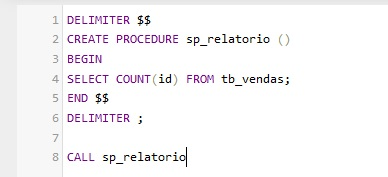 1 DELIMITER $$
2 CREATE PROCEDURE sp_relatorio ()
3 BEGIN
4 SELECT COUNT(id) FROM tb_vendas;
5 END $$
6 DELIMITER ;
7
8 CALL sp_relatorio